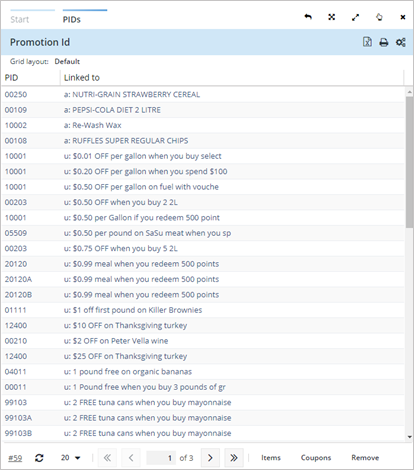 Start PIDs
Promotion Id
Grid layout: Default
PID Linked to
00250 a: NUTRI-GRAIN STRAWBERRY CEREAL
00109 a: PEPSI-COLA DIET 2 LITRE
10002 a: Re-Wash Wax
00108 a: RUFFLES SUPER REGULAR CHIPS
10001 u: $0.01 OFF per gallon when you buy select
10001 u: $0.20 OFF per gallon when you spend $100
10001 u: $0.50 OFF per gallon on fuel with vouche
00203 u: $0.50 OFF when you buy 2 2L
10001 u: $0.50 per Gallon if you redeem 500 point
05509 u: $0.50 per pound on SaSu meat when you sp
00203 u: $0.75 OFF when you buy 5 2L
20120 u: $0.99 meal when you redeem 500 points
20120A u: $0.99 meal when you redeem 500 points
20120B u: $0.99 meal when you redeem 500 points
01111 u: $1 off first pound on Killer Brownies
12400 u: $10 OFF on Thanksgiving turkey
00210 u: $2 OFF on Peter Vella wine
12400 u: $25 OFF on Thanksgiving turkey
04011 u: 1 pound free on organic bananas
00011 u: 1 Pound free when you buy 3 pounds of gr
99103 u: 2 FREE tuna cans when you buy mayonnaise
99103A u: 2 FREE tuna cans when you buy mayonnaise
99103B u: 2 FREE tuna cans when you buy mayonnaise
#59 20 1 of 3 Items Coupons Remove